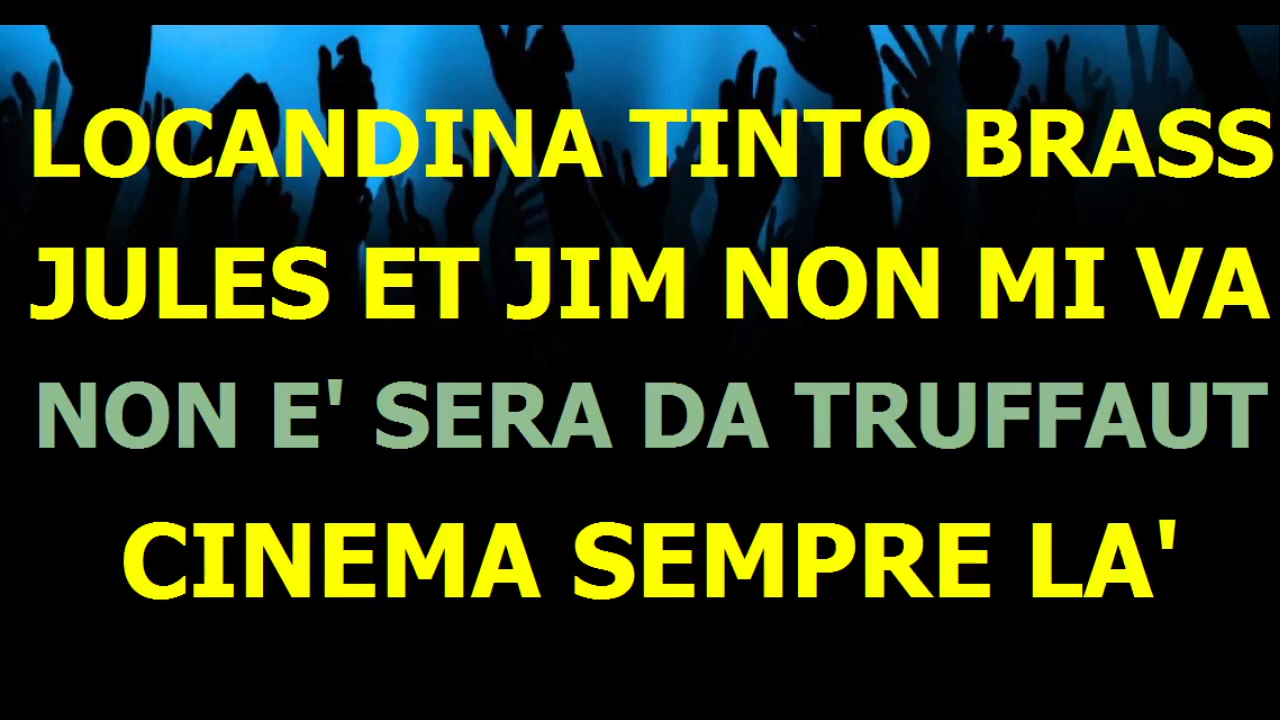 LOCANDINA TINTO BRASS
JULES ET JIM NON MI VA
NON E' SERA DA TRUFFAUT
CINEMA SEMPRE LA'